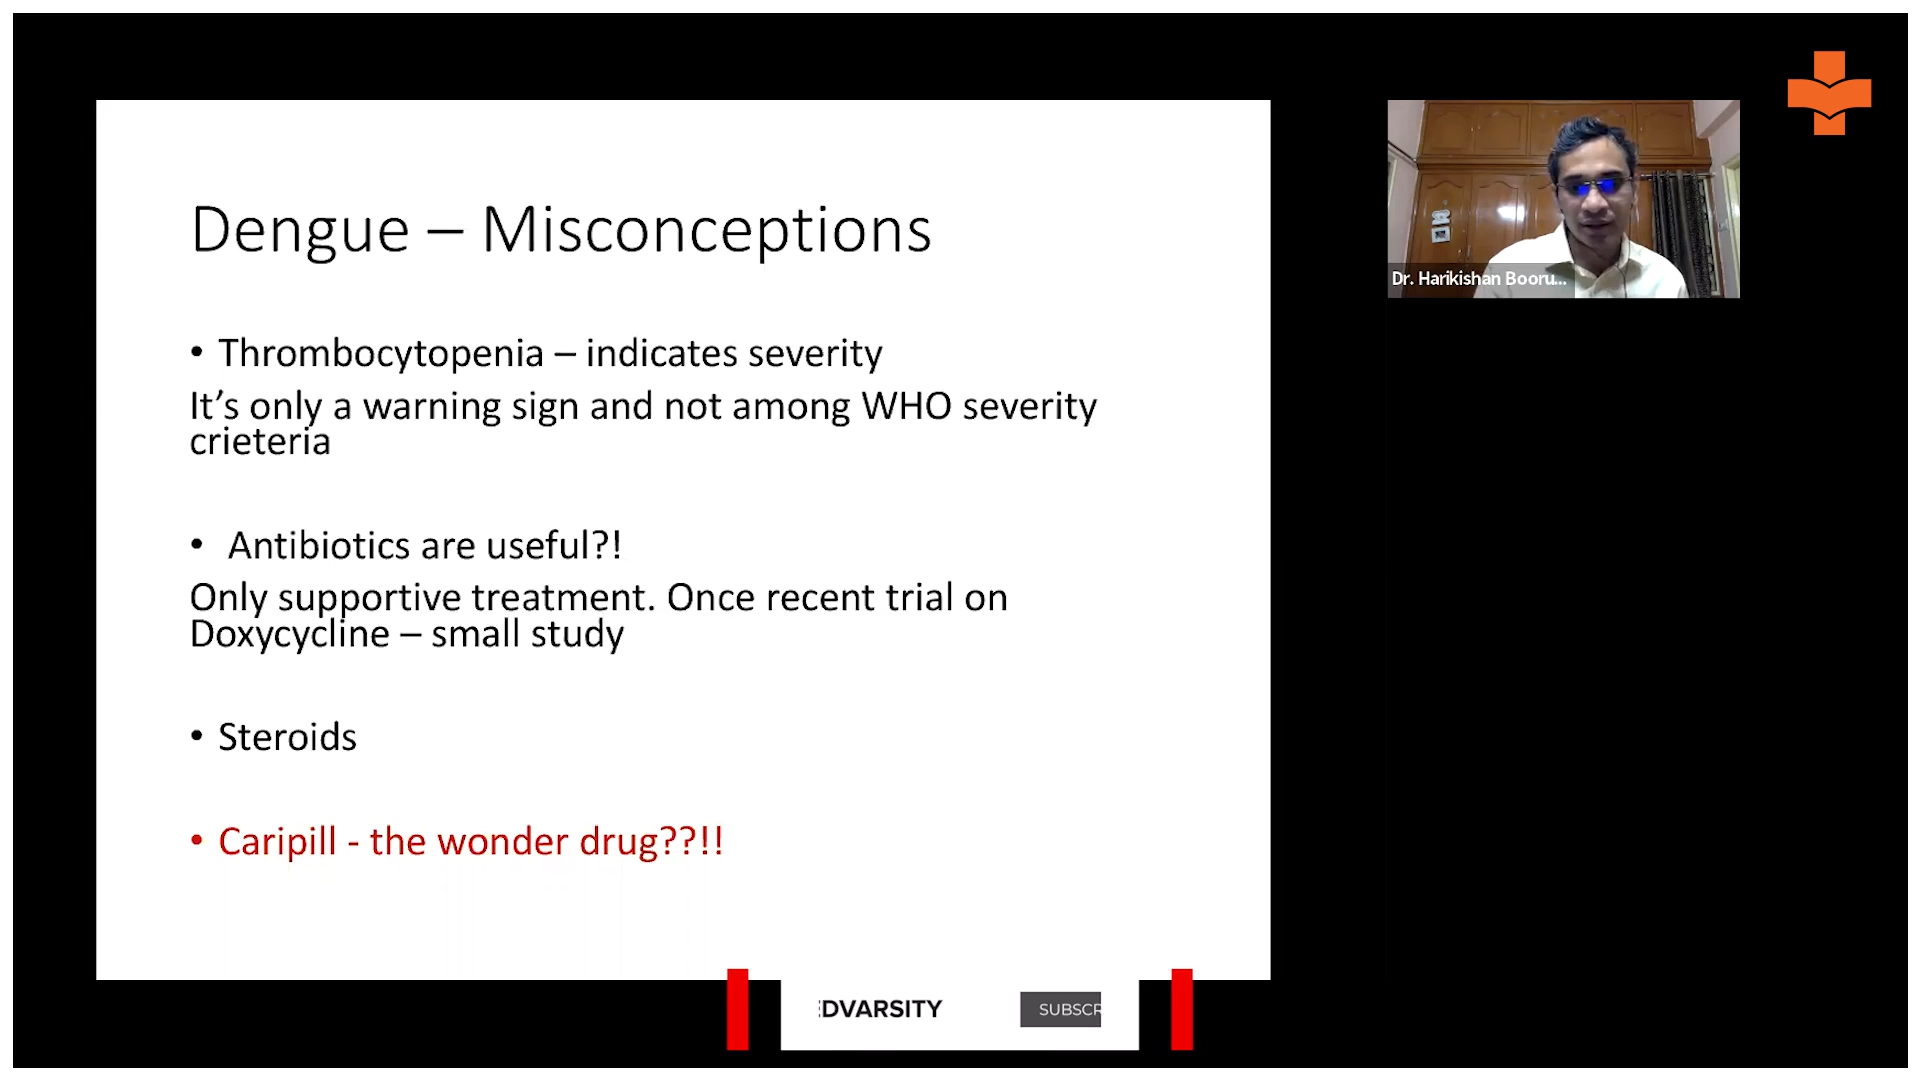 Dengue – Misconceptions
• Thrombocytopenia – indicates severity
It’s only a warning sign and not among WHO severity
crieteria
• Antibiotics are useful?!
Only supportive treatment. Once recent trial on
Doxycycline – small study
• Steroids
• Caripill - the wonder drug??!!
Dr. Harikishan Booru...
DVARSITY
SUBSCR